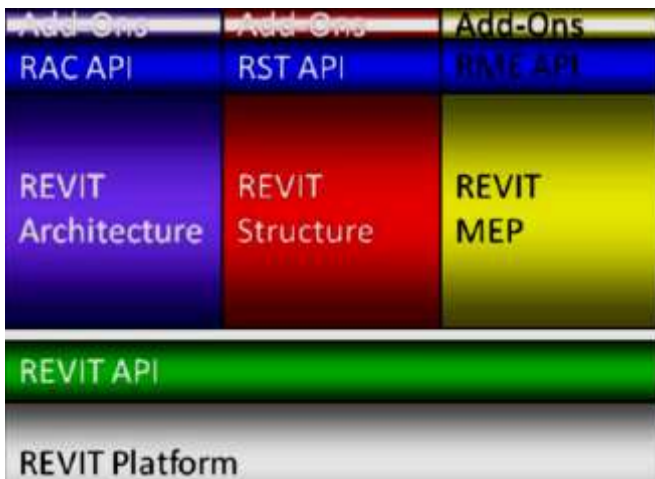 Add-Ons Add-Ons Add-Ons
RAC API RST API RME API
REVIT REVIT REVIT
Architecture Structure MEP
REVIT API
REVIT Platform